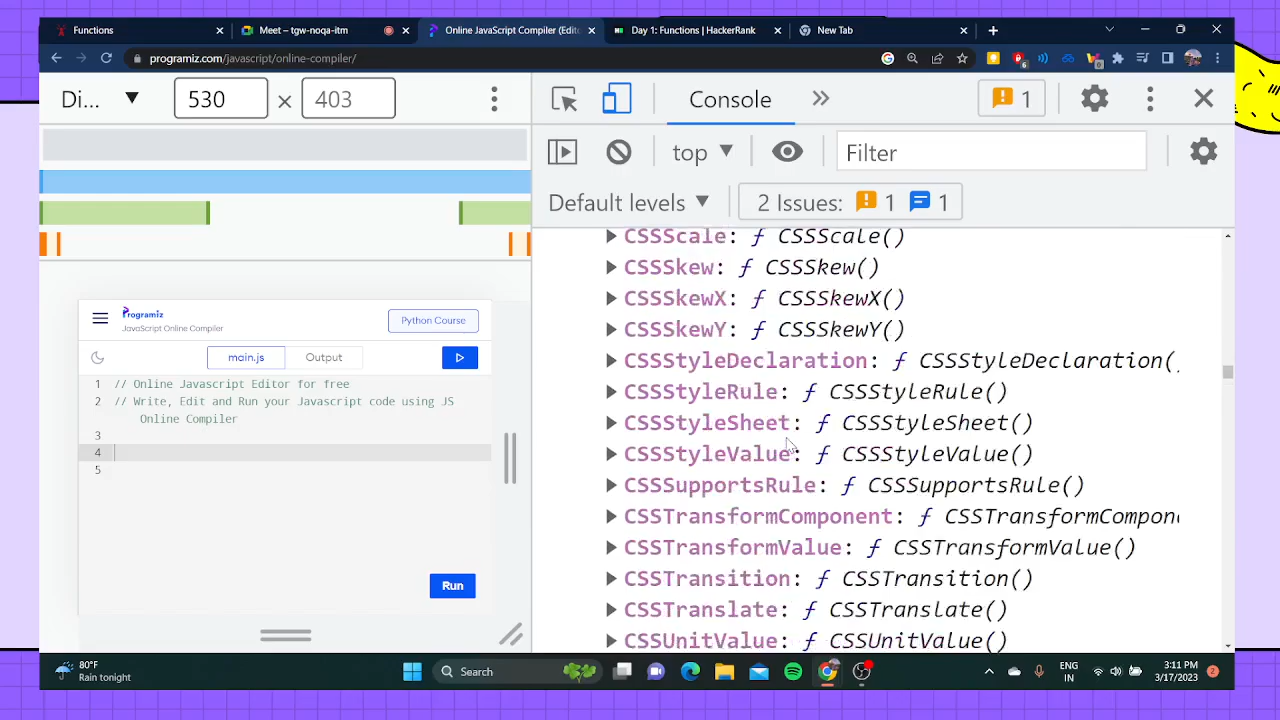 Functions
Meet – tgw-noqa-itm
Online JavaScript Compiler (Edit
Day 1: Functions | HackerRank
New Tab
programiz.com/javascript/online-compiler/
6
Di...
530
×
403
Console
1
top
Filter
Default levels
2 Issues:
1
1
CSSScale: ƒ CSSScale()
CSSSkew: ƒ CSSSkew()
CSSSkewX: ƒ CSSSkewX()
CSSSkewY: ƒ CSSSkewY()
CSSStyleDeclaration: ƒ CSSStyleDeclaration(
CSSStyleRule: ƒ CSSStyleRule()
CSSStyleSheet: ƒ CSSStyleSheet()
CSSStyleValue: ƒ CSSStyleValue()
CSSSupportsRule: ƒ CSSSupportsRule()
CSSTransformComponent: ƒ CSSTransformCompon
CSSTransformValue: ƒ CSSTransformValue()
CSSTransition: ƒ CSSTransition()
CSSTranslate: ƒ CSSTranslate()
CSSUnitValue: ƒ CSSUnitValue()
Programiz
JavaScript Online Compiler
Python Course
main.js
Output
1 // Online Javascript Editor for free
2 // Write, Edit and Run your Javascript code using JS
Online Compiler
3
4
5
Run
80°F
Rain tonight
Search
ENG
IN
3:11 PM
3/17/2023
2